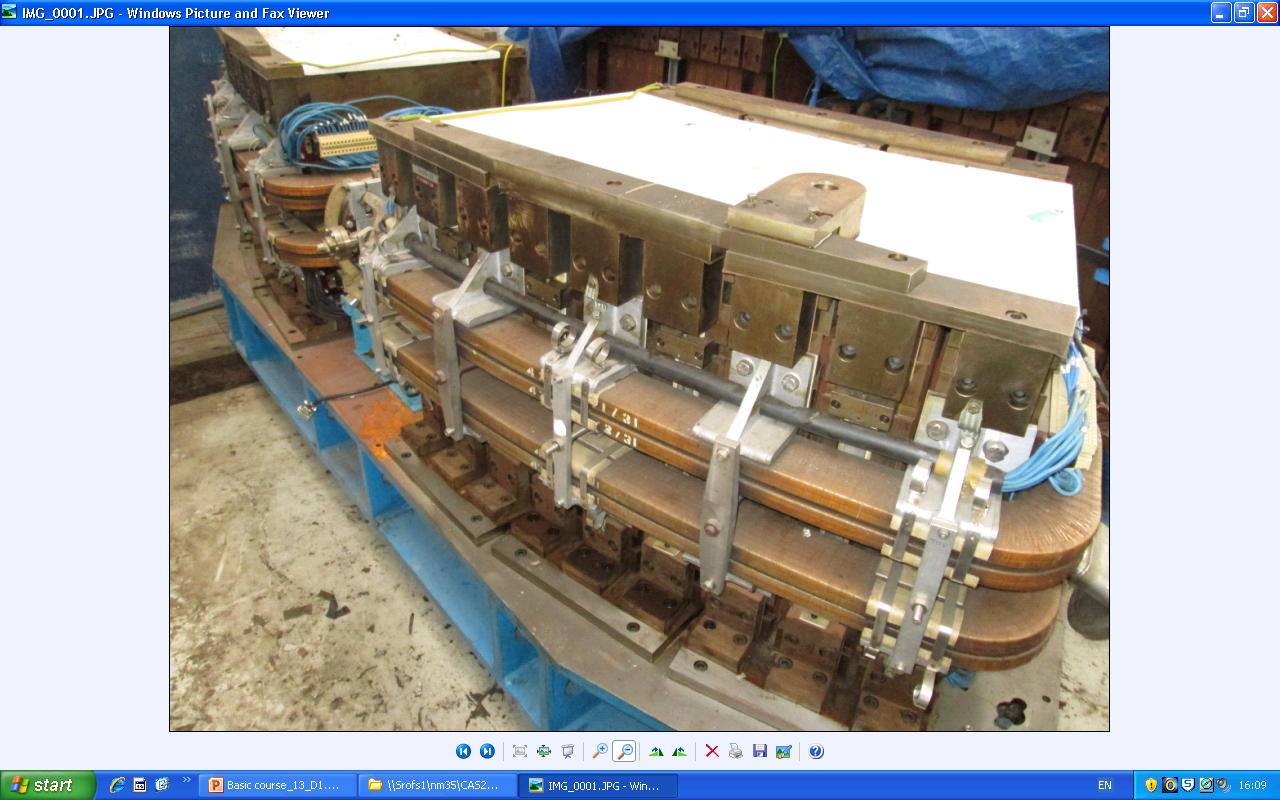 IMG_0001.JPG - Windows Picture and Fax Viewer
1/31
2/31
start
Basic course_13_D1....
\\Srofs1\nm35\CAS2...
IMG_0001.JPG - Win...
EN
16:09